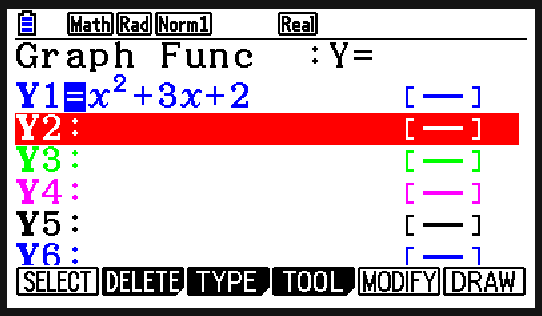 Math Rad Norm1 Real
Graph Func :Y=
Y1=x²+3x+2 [—]
Y2: [—]
Y3: [—]
Y4: [—]
Y5: [—]
Y6:
SELECT DELETE TYPE TOOL MODIFY DRAW